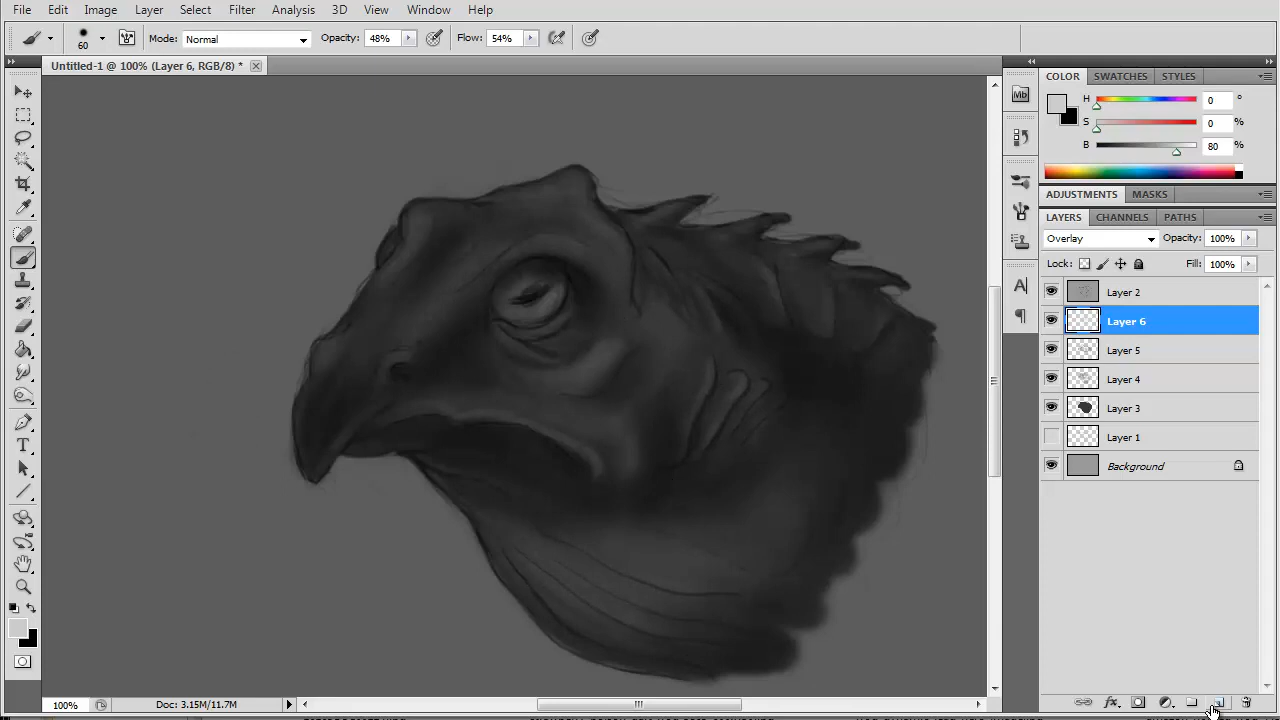 File Edit Image Layer Select Filter Analysis 3D View Window Help
60 Mb Mode: Normal Opacity: 48% Flow: 54%
Untitled-1 @ 100% (Layer 6, RGB/8) *
COLOR SWATCHES STYLES
Mb
H 0 °
S 0 %
B 80 %
ADJUSTMENTS MASKS
LAYERS CHANNELS PATHS
Overlay Opacity: 100%
Lock: Fill: 100%
A
Layer 2
Layer 6
Layer 5
Layer 4
Layer 3
Layer 1
Background
T
fx
100% Doc: 3.15M/11.7M